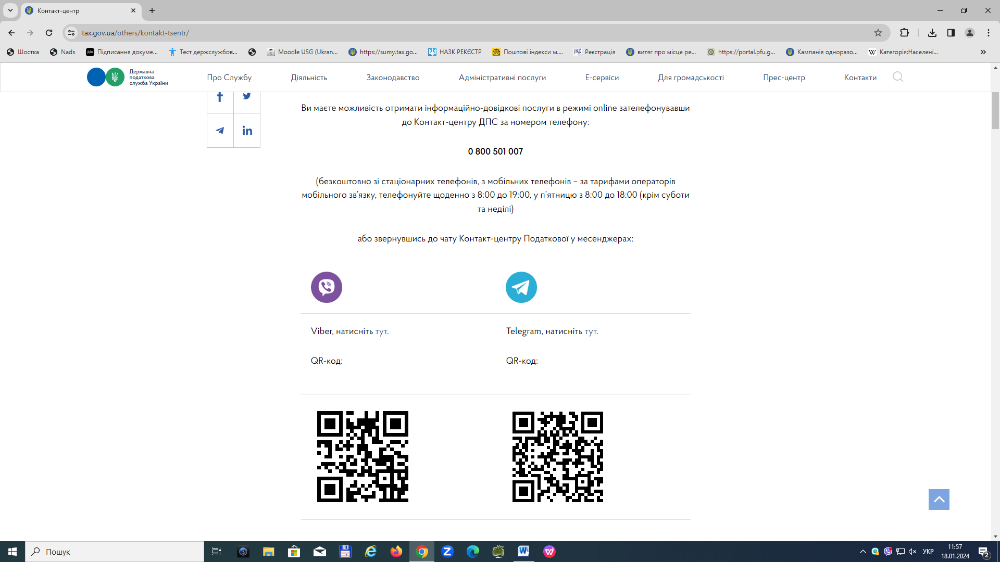 Контакт-центр
tax.gov.ua/others/kontakt-tsentr/
Шостка
Nads
Підписання докуме...
Тест держслужбов...
Moodle USG (Ukran...
https://sumy.tax.go...
НАЗК РЕКЄСТР
Поштові індекси м....
Реєстрація
витяг про місце ре...
https://portal.pfu.g...
Кампанія одноразо...
Категорія:Населені...
Державна
податкова
служба України
Про Службу
Діяльність
Законодавство
Адміністративні послуги
Е-сервіси
Для громадськості
Прес-центр
Контакти
Ви маєте можливість отримати інформаційно-довідкові послуги в режимі online зателефонувавши
до Контакт-центру ДПС за номером телефону:
0 800 501 007
(безкоштовно зі стаціонарних телефонів, з мобільних телефонів – за тарифами операторів
мобільного зв’язку, телефонуйте щоденно з 8:00 до 19:00, у п’ятницю з 8:00 до 18:00 (крім суботи
та неділі)
або звернувшись до чату Контакт-центру Податкової у месенджерах:
Viber, натисніть тут.
Telegram, натисніть тут.
QR-код:
QR-код:
Пошук
УКР
11:57
18.01.2024
2